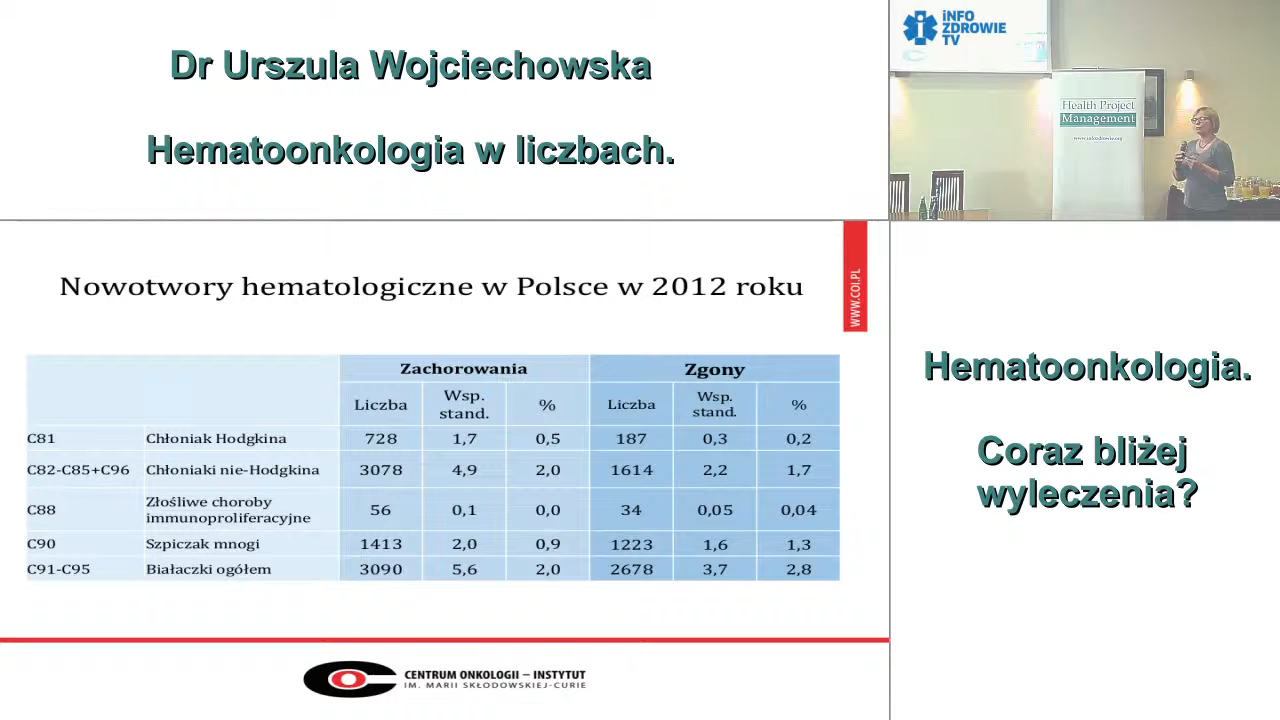 Dr Urszula Wojciechowska
Hematoonkologia w liczbach.
iNFO
ZDROWIE
TV
Health Project
Management
www.infozdrowie.org
Nowotwory hematologiczne w Polsce w 2012 roku
WWW.COI.PL
Zachorowania Zgony
Liczba Wsp. stand. % Liczba Wsp. stand. %
C81 Chłoniak Hodgkina 728 1,7 0,5 187 0,3 0,2
C82-C85+C96 Chłoniaki nie-Hodgkina 3078 4,9 2,0 1614 2,2 1,7
C88 Złośliwe choroby immunoproliferacyjne 56 0,1 0,0 34 0,05 0,04
C90 Szpiczak mnogi 1413 2,0 0,9 1223 1,6 1,3
C91-C95 Białaczki ogółem 3090 5,6 2,0 2678 3,7 2,8
CENTRUM ONKOLOGII – INSTYTUT
IM. MARII SKŁODOWSKIEJ-CURIE
Hematoonkologia.
Coraz bliżej
wyleczenia?